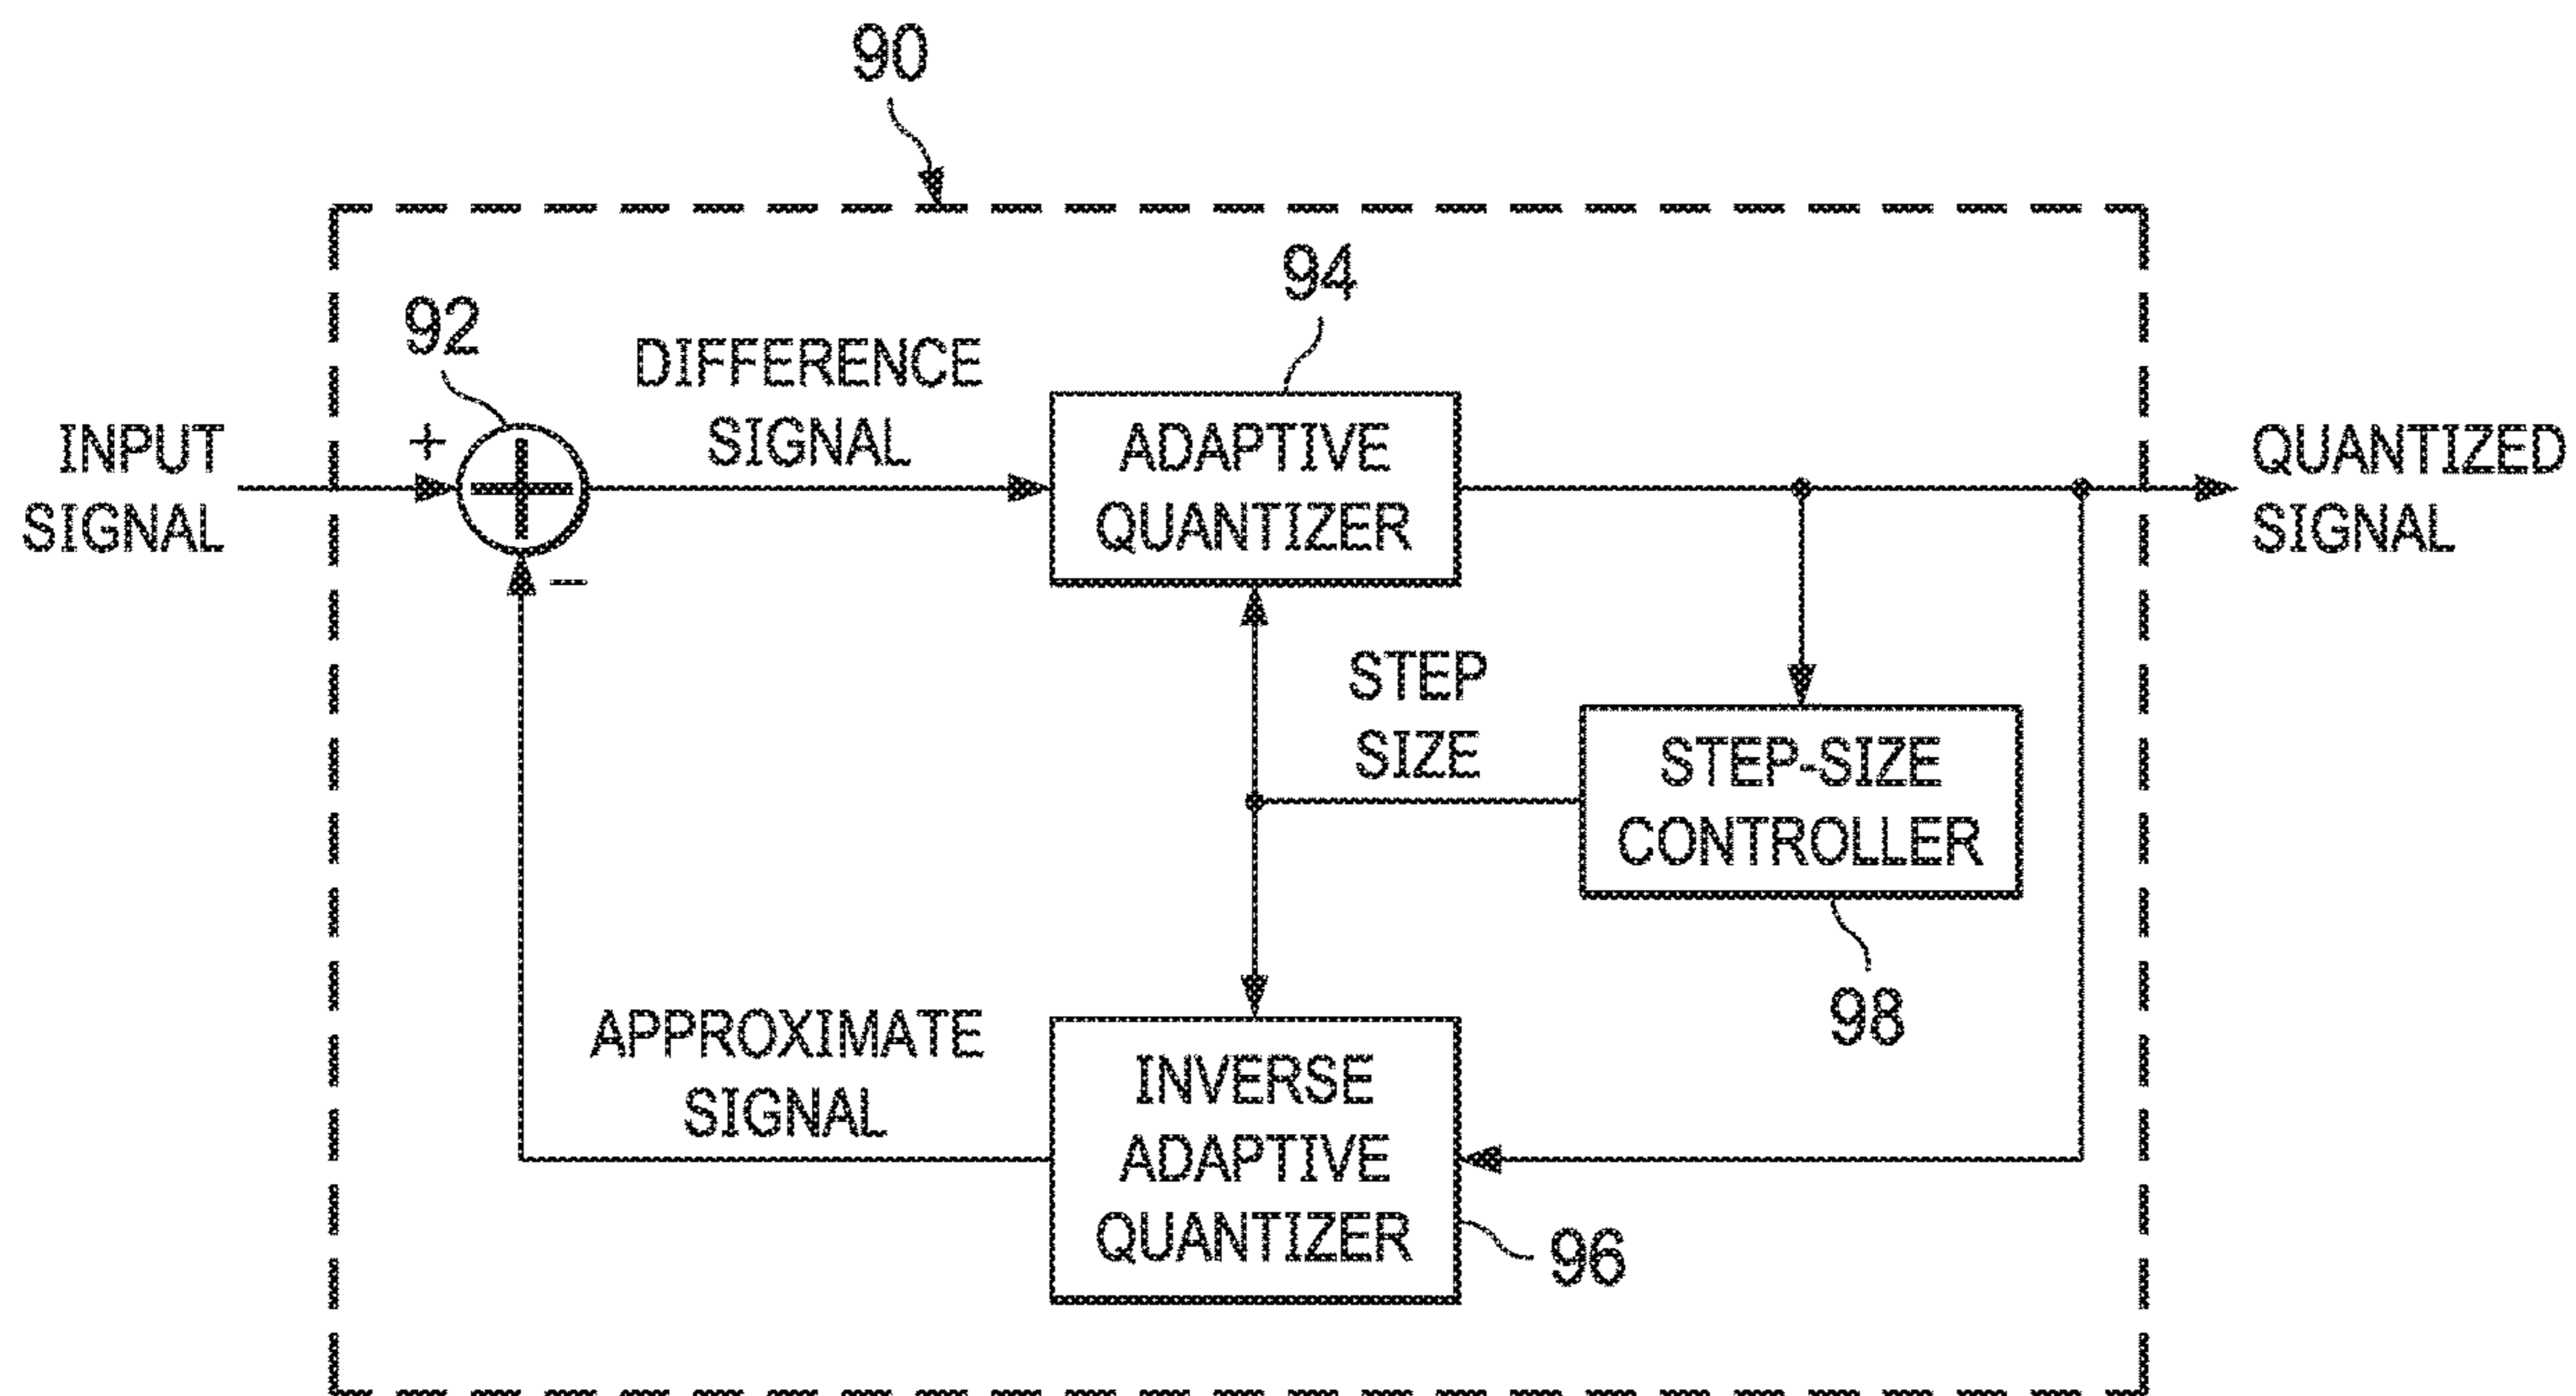 90
94
92
DIFFERENCE
SIGNAL
INPUT
SIGNAL
+
−
ADAPTIVE
QUANTIZER
QUANTIZED
SIGNAL
STEP
SIZE
STEP-SIZE
CONTROLLER
98
APPROXIMATE
SIGNAL
INVERSE
ADAPTIVE
QUANTIZER
96